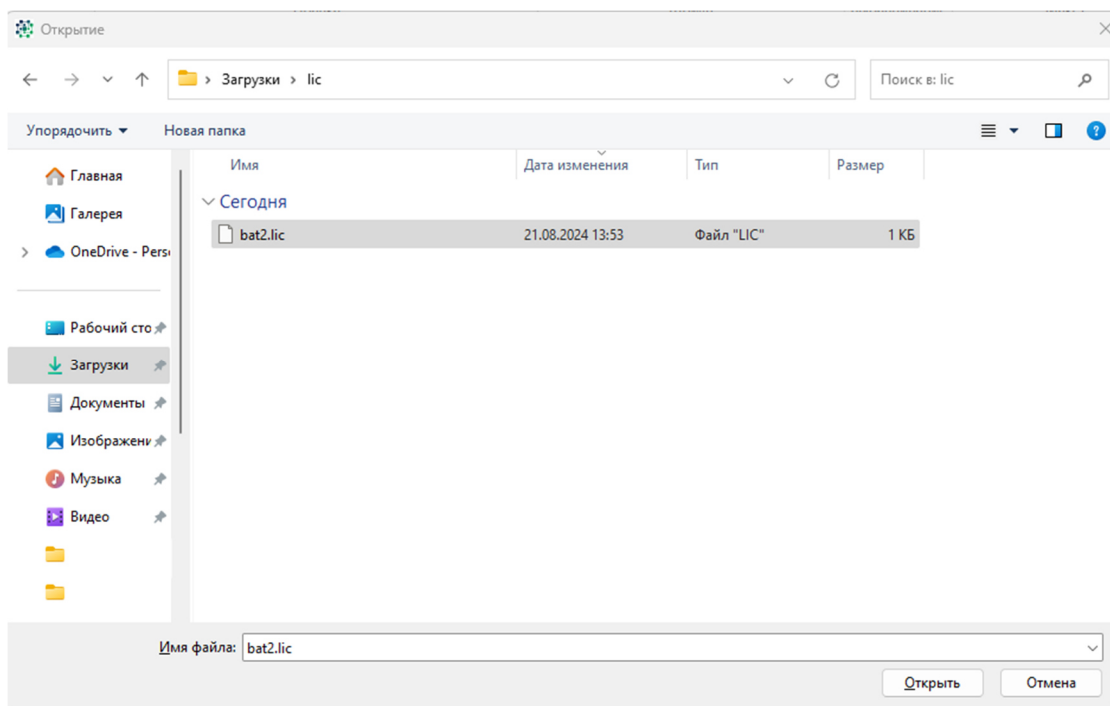 Открытие
Загрузки > lic
Поиск в: lic
Упорядочить
Новая папка
Имя
Дата изменения
Тип
Размер
Главная
Галерея
OneDrive - Pers
Сегодня
bat2.lic
21.08.2024 13:53
Файл "LIC"
1 КБ
Рабочий сто
Загрузки
Документы
Изображени
Музыка
Видео
Имя файла: bat2.lic
Открыть
Отмена